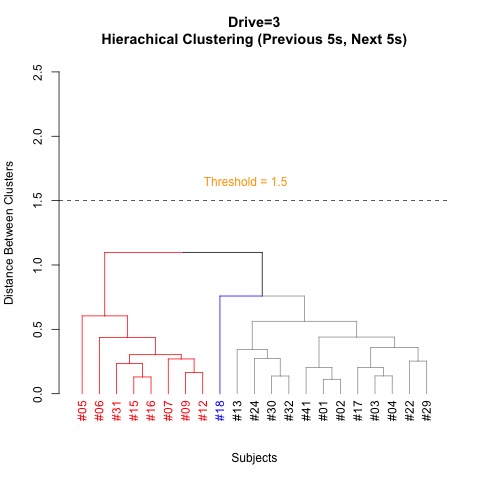 Drive=3
Hierachical Clustering (Previous 5s, Next 5s)
Distance Between Clusters
2.5
2.0
1.5
1.0
0.5
0.0
Threshold = 1.5
#05 #06 #31 #15 #16 #07 #09 #12 #18 #13 #24 #30 #32 #41 #01 #02 #17 #03 #04 #22 #29
Subjects